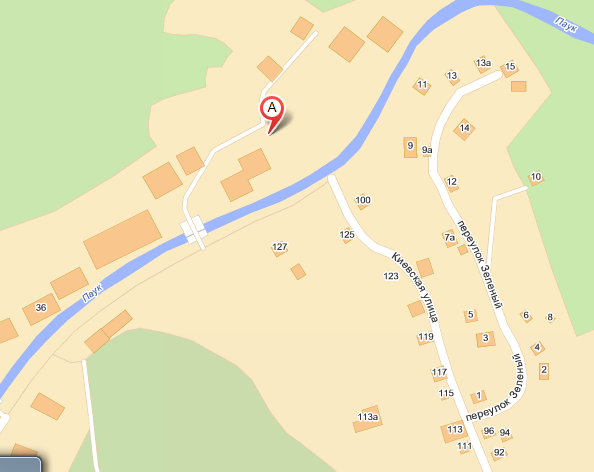 Паук
13а
15
13
11
А
14
9
9а
12
10
100
переулок Зеленый
7а
125
127
Киевская улица
123
Паук
36
5
6
8
3
119
4
2
117
115
1
переулок Зеленый
113а
113
96
94
111
92